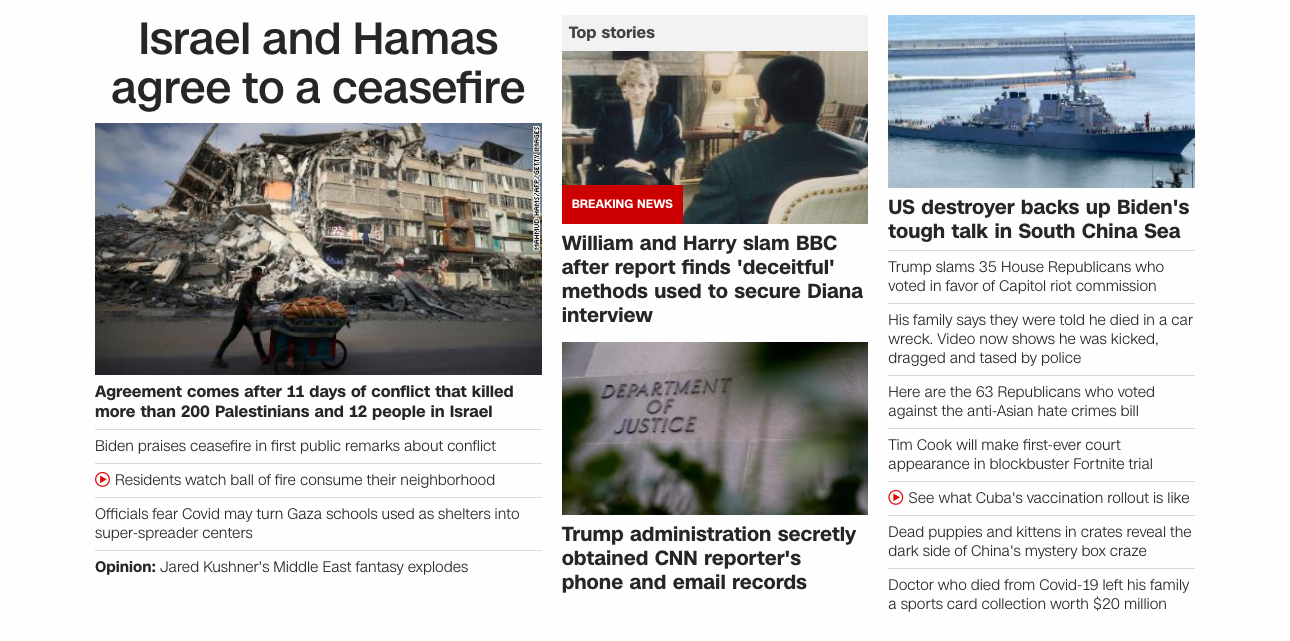 Israel and Hamas
agree to a ceasefire
MAHMUD HAMS/AFP/GETTY IMAGES
Agreement comes after 11 days of conflict that killed
more than 200 Palestinians and 12 people in Israel
Biden praises ceasefire in first public remarks about conflict
Residents watch ball of fire consume their neighborhood
Officials fear Covid may turn Gaza schools used as shelters into
super-spreader centers
Opinion: Jared Kushner's Middle East fantasy explodes
Top stories
BREAKING NEWS
William and Harry slam BBC
after report finds 'deceitful'
methods used to secure Diana
interview
DEPARTMENT
OF
JUSTICE
Trump administration secretly
obtained CNN reporter's
phone and email records
US destroyer backs up Biden's
tough talk in South China Sea
Trump slams 35 House Republicans who
voted in favor of Capitol riot commission
His family says they were told he died in a car
wreck. Video now shows he was kicked,
dragged and tased by police
Here are the 63 Republicans who voted
against the anti-Asian hate crimes bill
Tim Cook will make first-ever court
appearance in blockbuster Fortnite trial
See what Cuba's vaccination rollout is like
Dead puppies and kittens in crates reveal the
dark side of China's mystery box craze
Doctor who died from Covid-19 left his family
a sports card collection worth $20 million